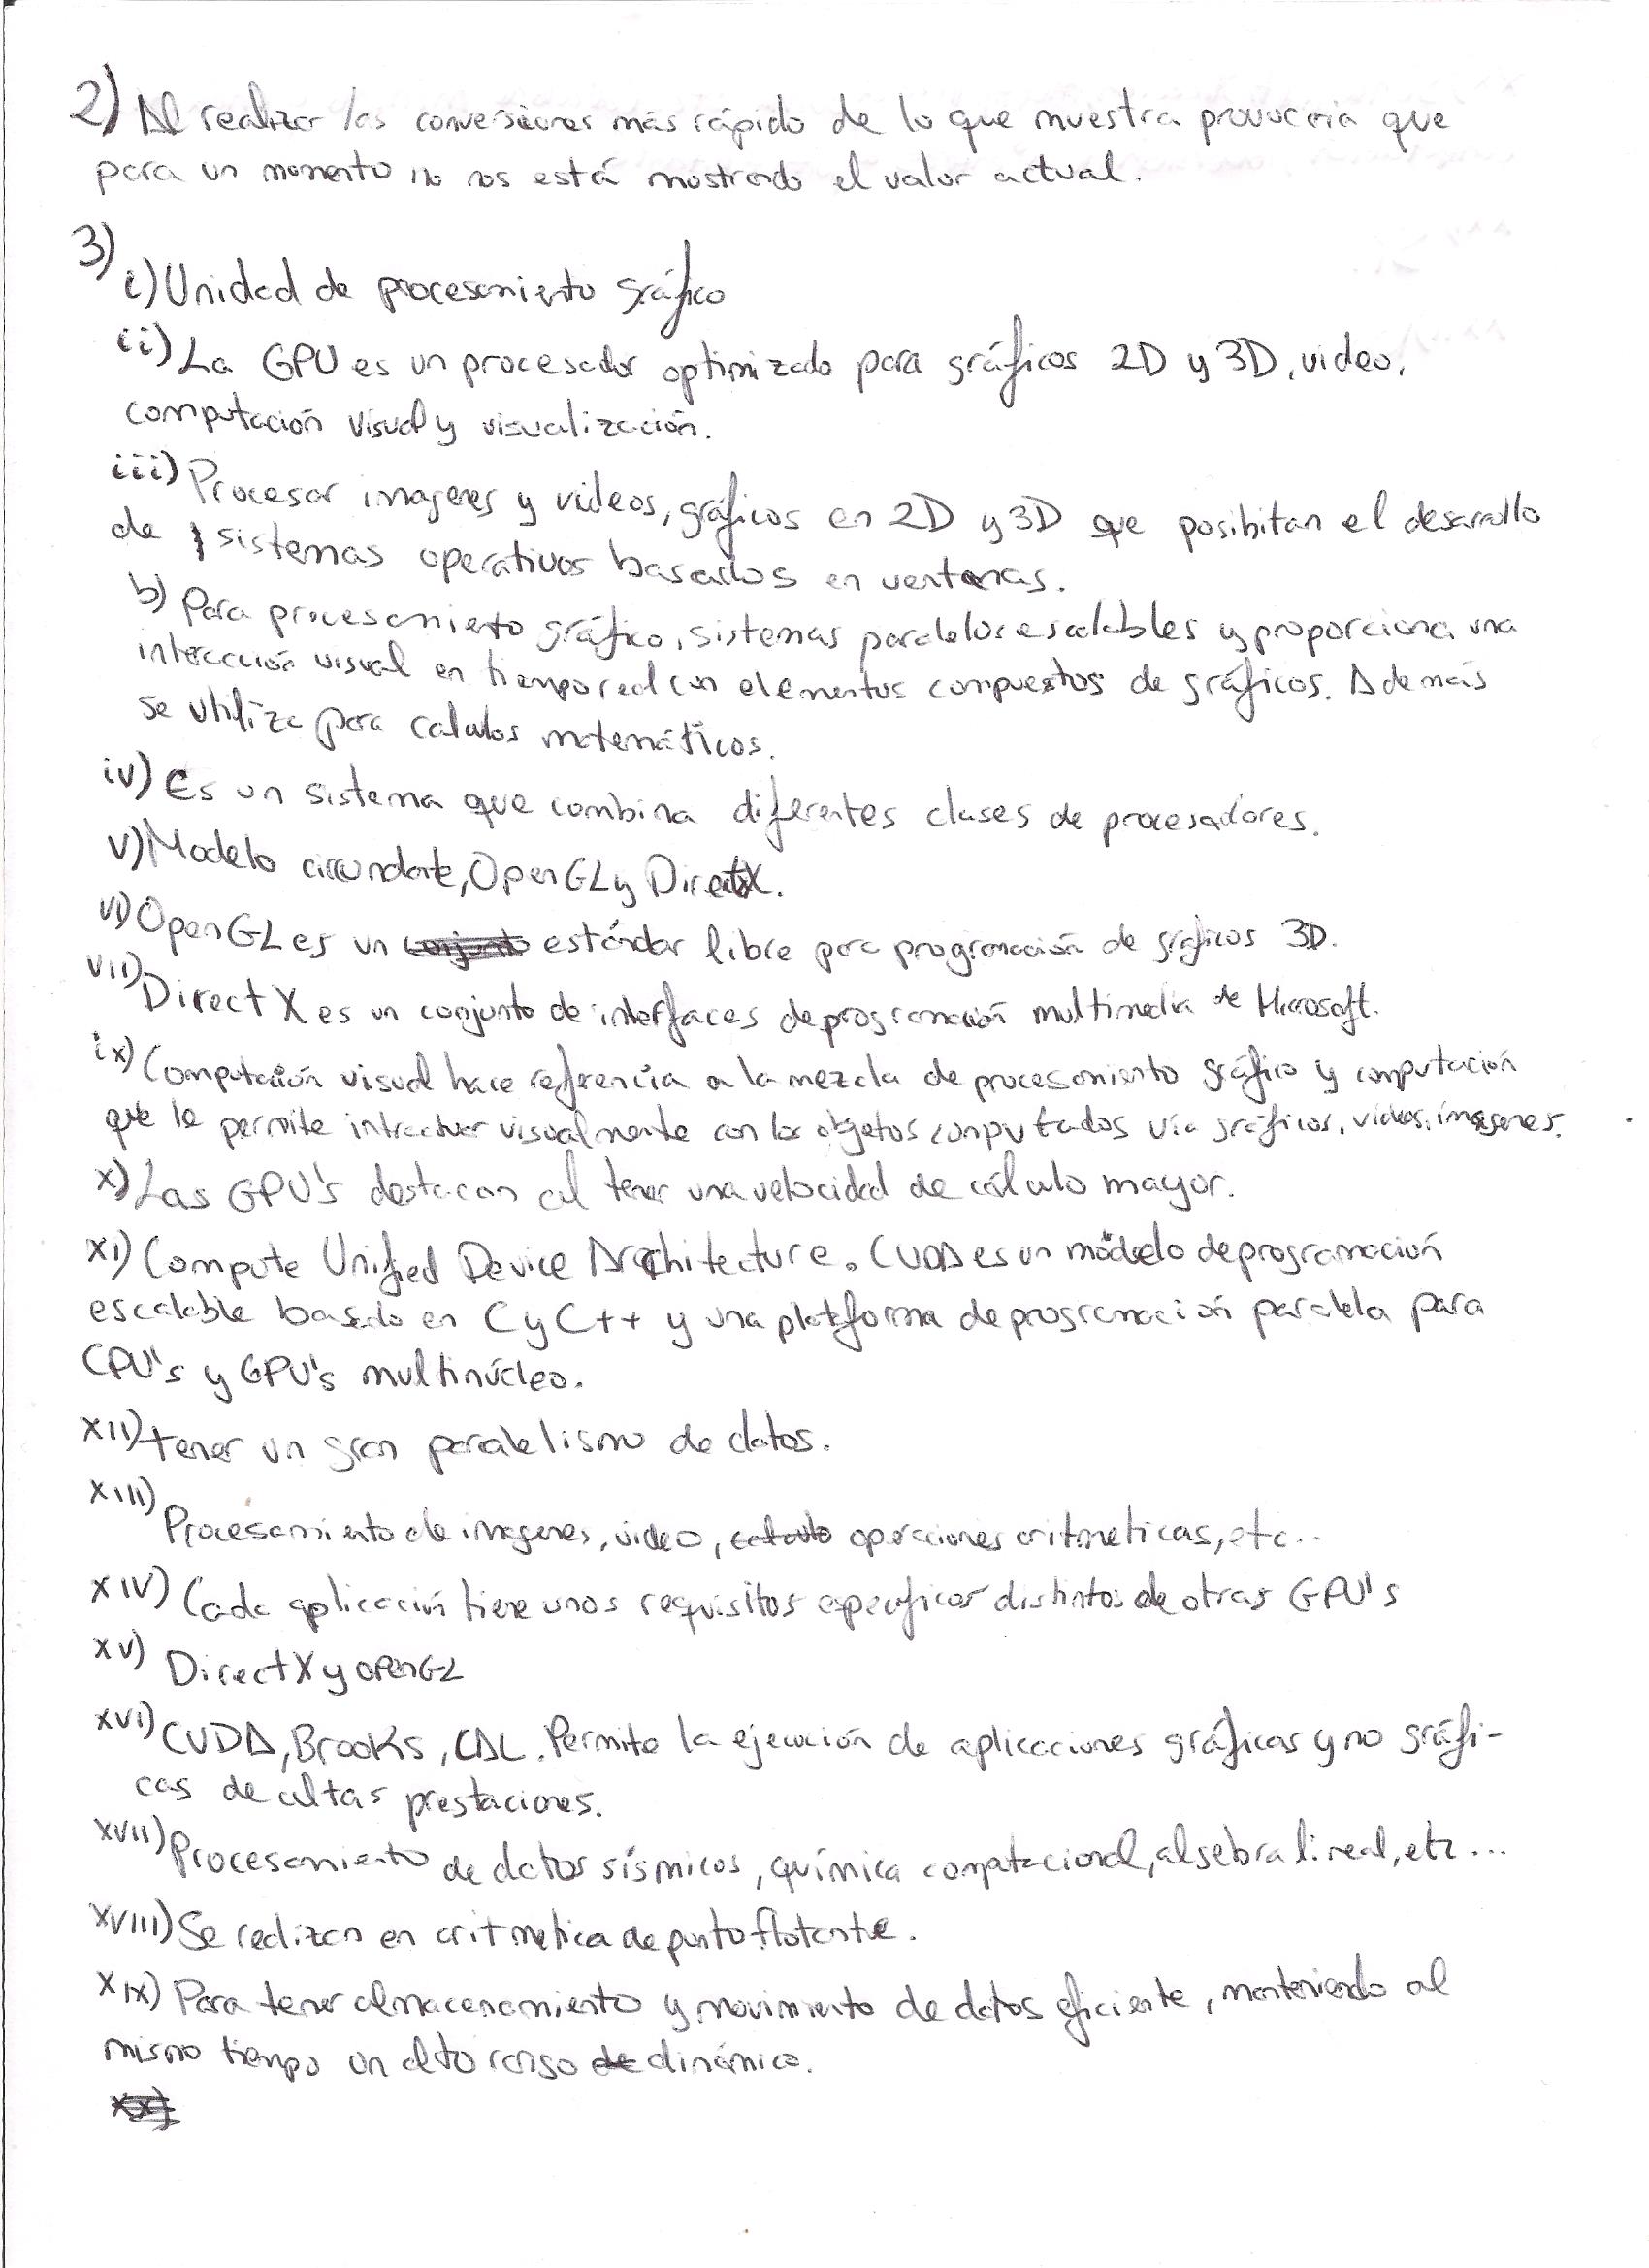 2) Al realizar las conversiones más rápido de lo que muestra provocaría que
para un momento no nos está mostrando el valor actual.
3)
i) Unidad de procesamiento gráfico
ii) La GPU es un procesador optimizado para gráficos 2D y 3D, video,
computación visual y visualización.
iii) Procesar imagenes y videos, gráficos en 2D y 3D que posibitan el desarrollo
de sistemas operativos basados en ventanas.
b) Para procesamiento gráfico, sistemas paralelos escalables y proporciona una
interacción visual en tiempo real con elementos compuestos de gráficos. Además
se utiliza para calculos matemáticos.
iv) Es un sistema que combina diferentes clases de procesadores.
v) Modelo circundante, OpenGL y DirectX.
vi) OpenGL es un conjunto estándar libre para programación de gráficos 3D.
vii) DirectX es un conjunto de interfaces de programación multimedia de Microsoft.
ix) Computación visual hace referencia a la mezcla de procesamiento gráfico y computación
que le permite intractuar visualmente con los objetos computados vía gráficos, videos, imagenes.
x) Las GPU's destacan al tener una velocidad de cálculo mayor.
xi) Compute Unified Device Architecture. CUDA es un modelo de programación
escalable basado en C y C++ y una plataforma de programación paralela para
CPU's y GPU's multinúcleo.
xii) tener un gran paralelismo de datos.
xiii)
Procesamiento de imagenes, video, calculo operaciones aritmeticas, etc...
xiv) Cada aplicación tiene unos requisitos especificos distintos de otras GPU's
xv) DirectX y OPENGL
xvi) CUDA, Brooks, CAL. Permite la ejecución de aplicaciones gráficas y no gráfi-
cas de altas prestaciones.
xvii) Procesamiento de datos sísmicos, química computacional, algebra lineal, etc...
xviii) Se realizan en aritmetica de punto flotante.
xix) Para tener almacenamiento y movimiento de datos eficiente, manteniendo al
mismo tiempo un alto rango de dinámico.
xx)